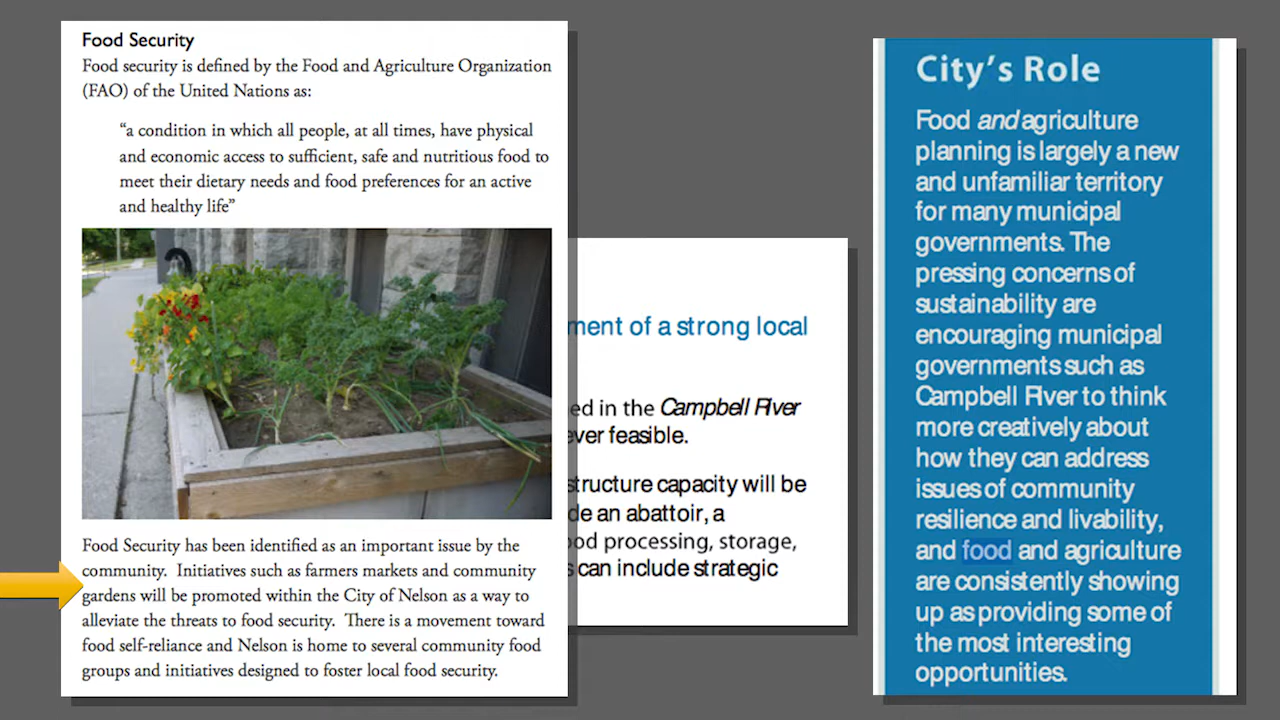 Food Security
Food security is defined by the Food and Agriculture Organization
(FAO) of the United Nations as:
“a condition in which all people, at all times, have physical
and economic access to sufficient, safe and nutritious food to
meet their dietary needs and food preferences for an active
and healthy life”
Food Security has been identified as an important issue by the
community. Initiatives such as farmers markets and community
gardens will be promoted within the City of Nelson as a way to
alleviate the threats to food security. There is a movement toward
food self-reliance and Nelson is home to several community food
groups and initiatives designed to foster local food security.
ment of a strong local
ed in the Campbell River
ever feasible.
structure capacity will be
de an abattoir, a
ood processing, storage,
s can include strategic
City’s Role
Food and agriculture
planning is largely a new
and unfamiliar territory
for many municipal
governments. The
pressing concerns of
sustainability are
encouraging municipal
governments such as
Campbell River to think
more creatively about
how they can address
issues of community
resilience and livability,
and food and agriculture
are consistently showing
up as providing some of
the most interesting
opportunities.